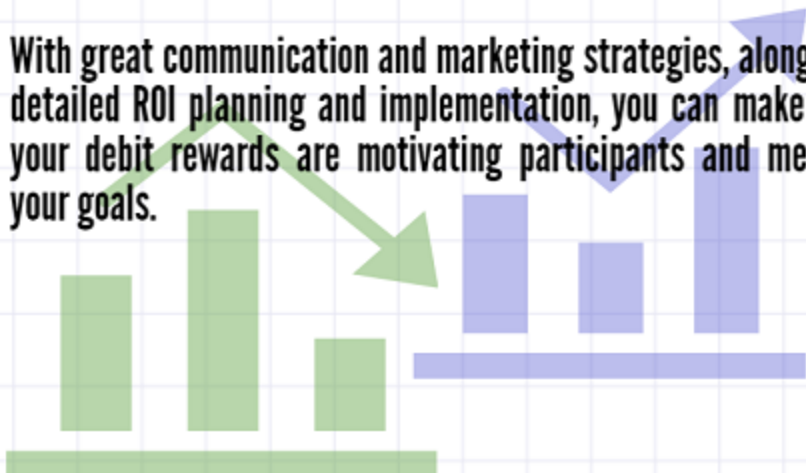 With great communication and marketing strategies, along
detailed ROI planning and implementation, you can make
your debit rewards are motivating participants and me
your goals.